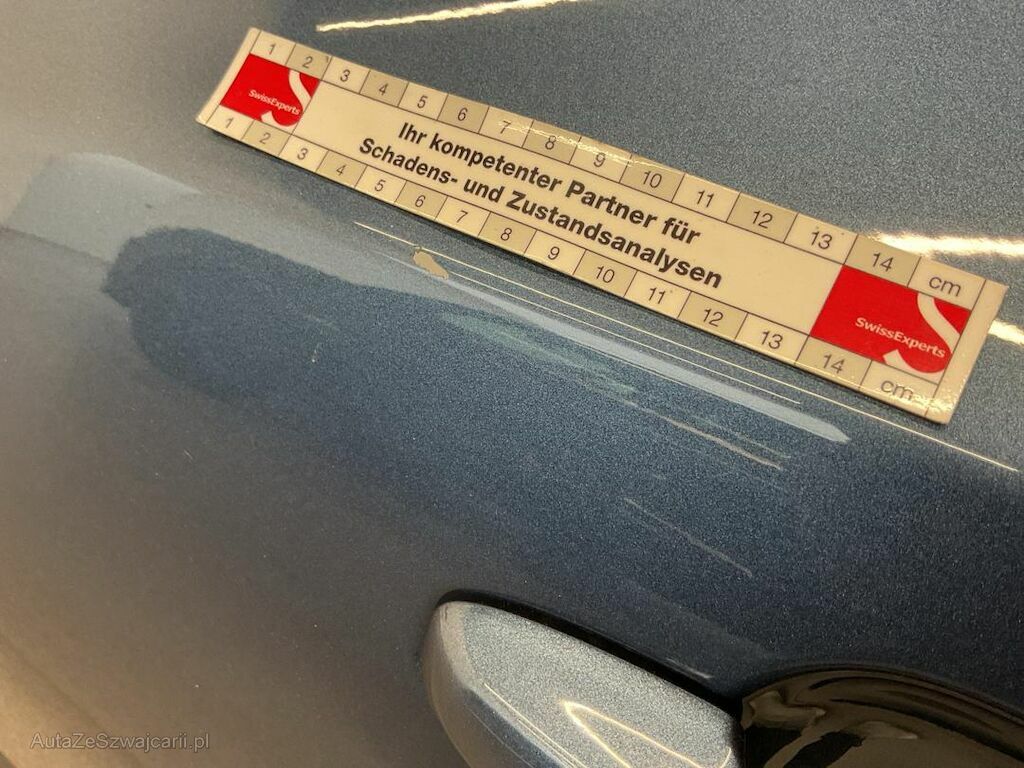 1 2 3 4 5 6 7 8 9 10 11 12 13 14 cm
SwissExperts
Ihr kompetenter Partner für
Schadens- und Zustandsanalysen
SwissExperts
1 2 3 4 5 6 7 8 9 10 11 12 13 14 cm
AutaZeSzwajcarii.pl